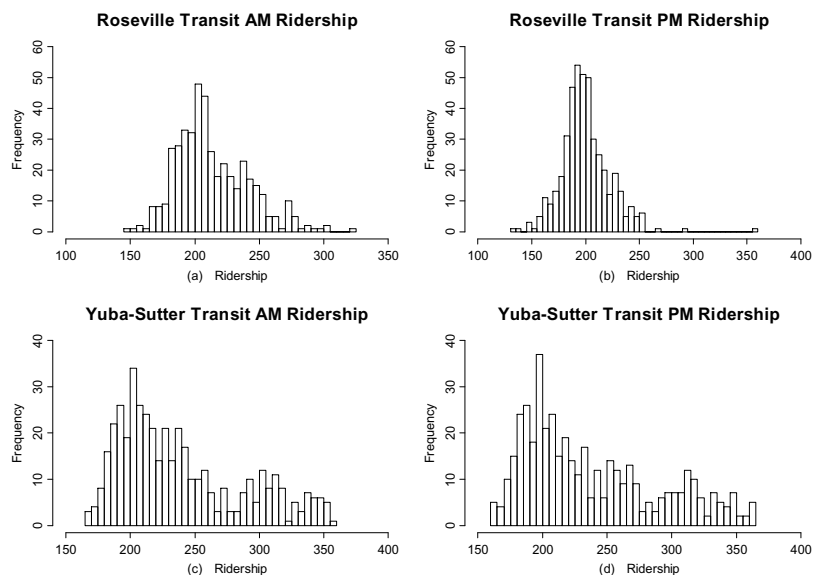 Roseville Transit AM Ridership
Frequency
0 10 20 30 40 50 60
100 150 200 250 300 350
(a) Ridership
Roseville Transit PM Ridership
Frequency
0 10 20 30 40 50 60
100 150 200 250 300 350 400
(b) Ridership
Yuba-Sutter Transit AM Ridership
Frequency
0 10 20 30 40
150 200 250 300 350 400
(c) Ridership
Yuba-Sutter Transit PM Ridership
Frequency
0 10 20 30 40
150 200 250 300 350 400
(d) Ridership